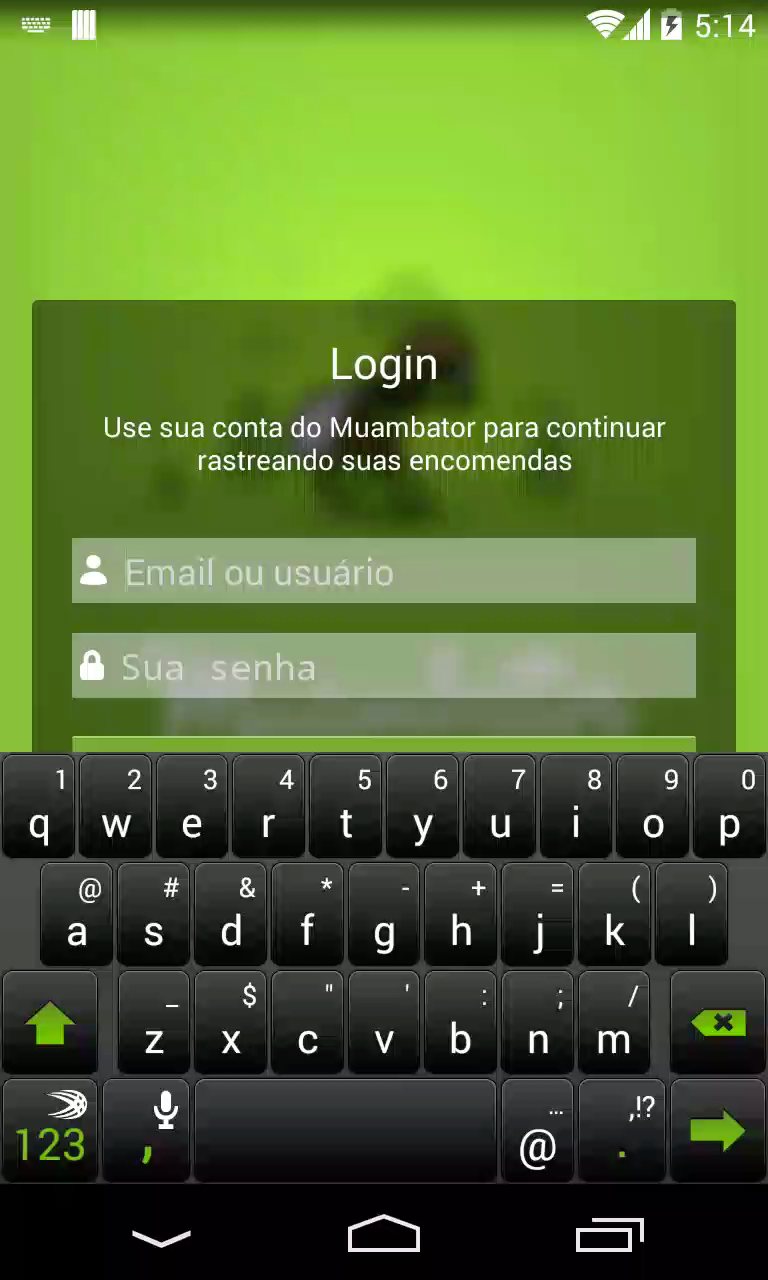 5:14
Login
Use sua conta do Muambator para continuar
rastreando suas encomendas
Email ou usuário
Sua senha
1 2 3 4 5 6 7 8 9 0
q w e r t y u i o p
@ # & * - + = ( )
a s d f g h j k l
_ $ " ' : ; /
z x c v b n m
... ,!?
123 , @ .